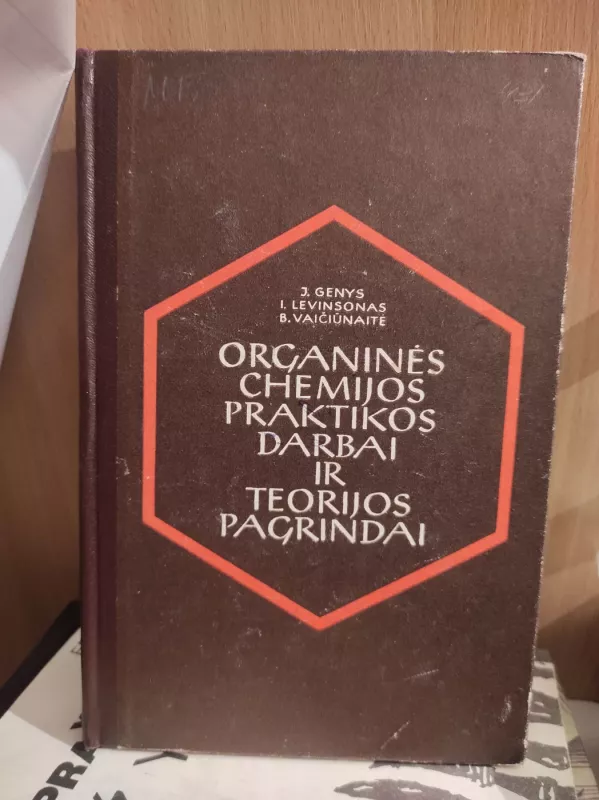 J. GENYS
I. LEVINSONAS
B. VAIČIŪNAITĖ
ORGANINĖS
CHEMIJOS
PRAKTIKOS
DARBAI
IR
TEORIJOS
PAGRINDAI